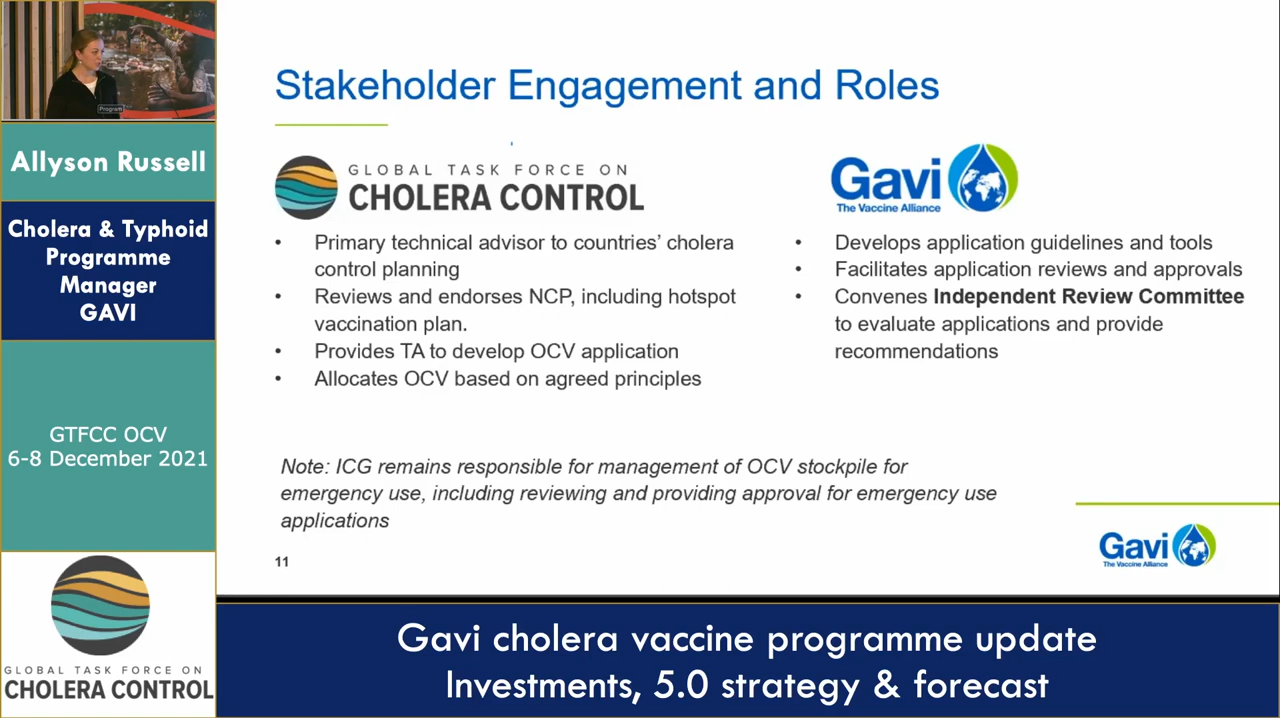 Program
Allyson Russell
Cholera & Typhoid
Programme
Manager
GAVI
GTFCC OCV
6-8 December 2021
GLOBAL TASK FORCE ON
CHOLERA CONTROL
Stakeholder Engagement and Roles
GLOBAL TASK FORCE ON
CHOLERA CONTROL
• Primary technical advisor to countries’ cholera
control planning
• Reviews and endorses NCP, including hotspot
vaccination plan.
• Provides TA to develop OCV application
• Allocates OCV based on agreed principles
Gavi
The Vaccine Alliance
• Develops application guidelines and tools
• Facilitates application reviews and approvals
• Convenes Independent Review Committee
to evaluate applications and provide
recommendations
Note: ICG remains responsible for management of OCV stockpile for
emergency use, including reviewing and providing approval for emergency use
applications
11
Gavi
The Vaccine Alliance
Gavi cholera vaccine programme update
Investments, 5.0 strategy & forecast